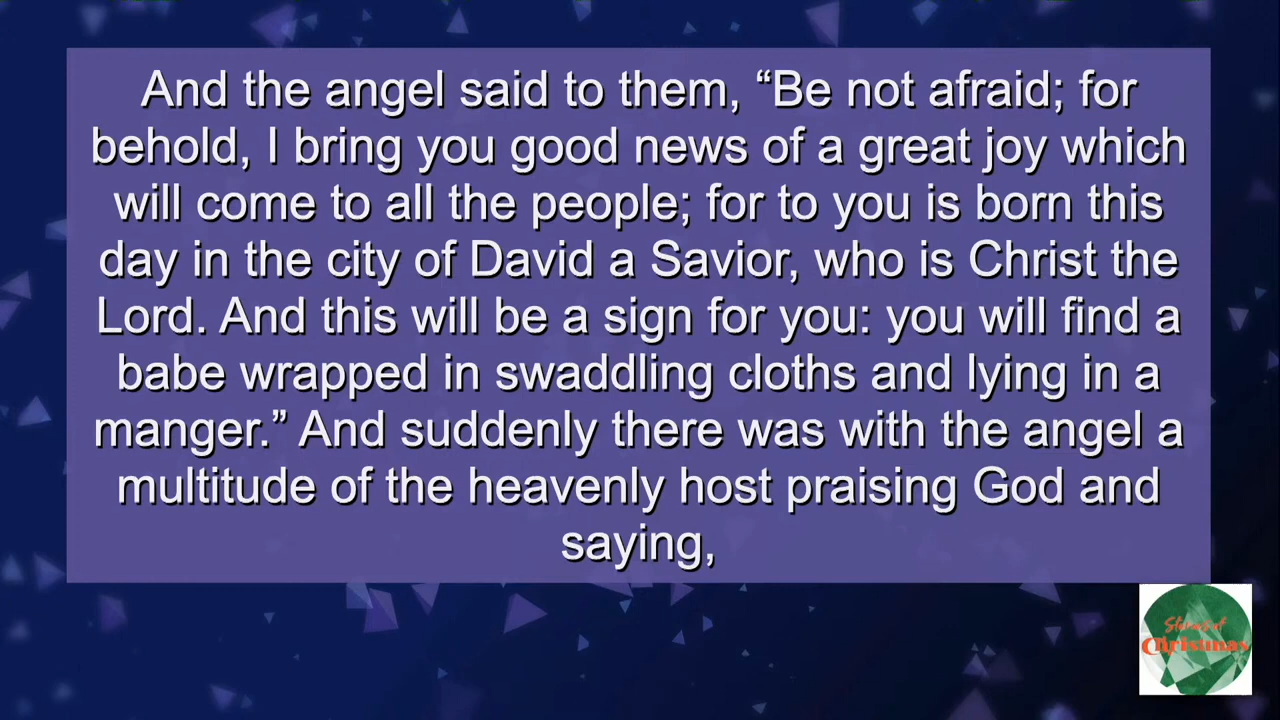 And the angel said to them, “Be not afraid; for
behold, I bring you good news of a great joy which
will come to all the people; for to you is born this
day in the city of David a Savior, who is Christ the
Lord. And this will be a sign for you: you will find a
babe wrapped in swaddling cloths and lying in a
manger.” And suddenly there was with the angel a
multitude of the heavenly host praising God and
saying,
Stories of
Christmas